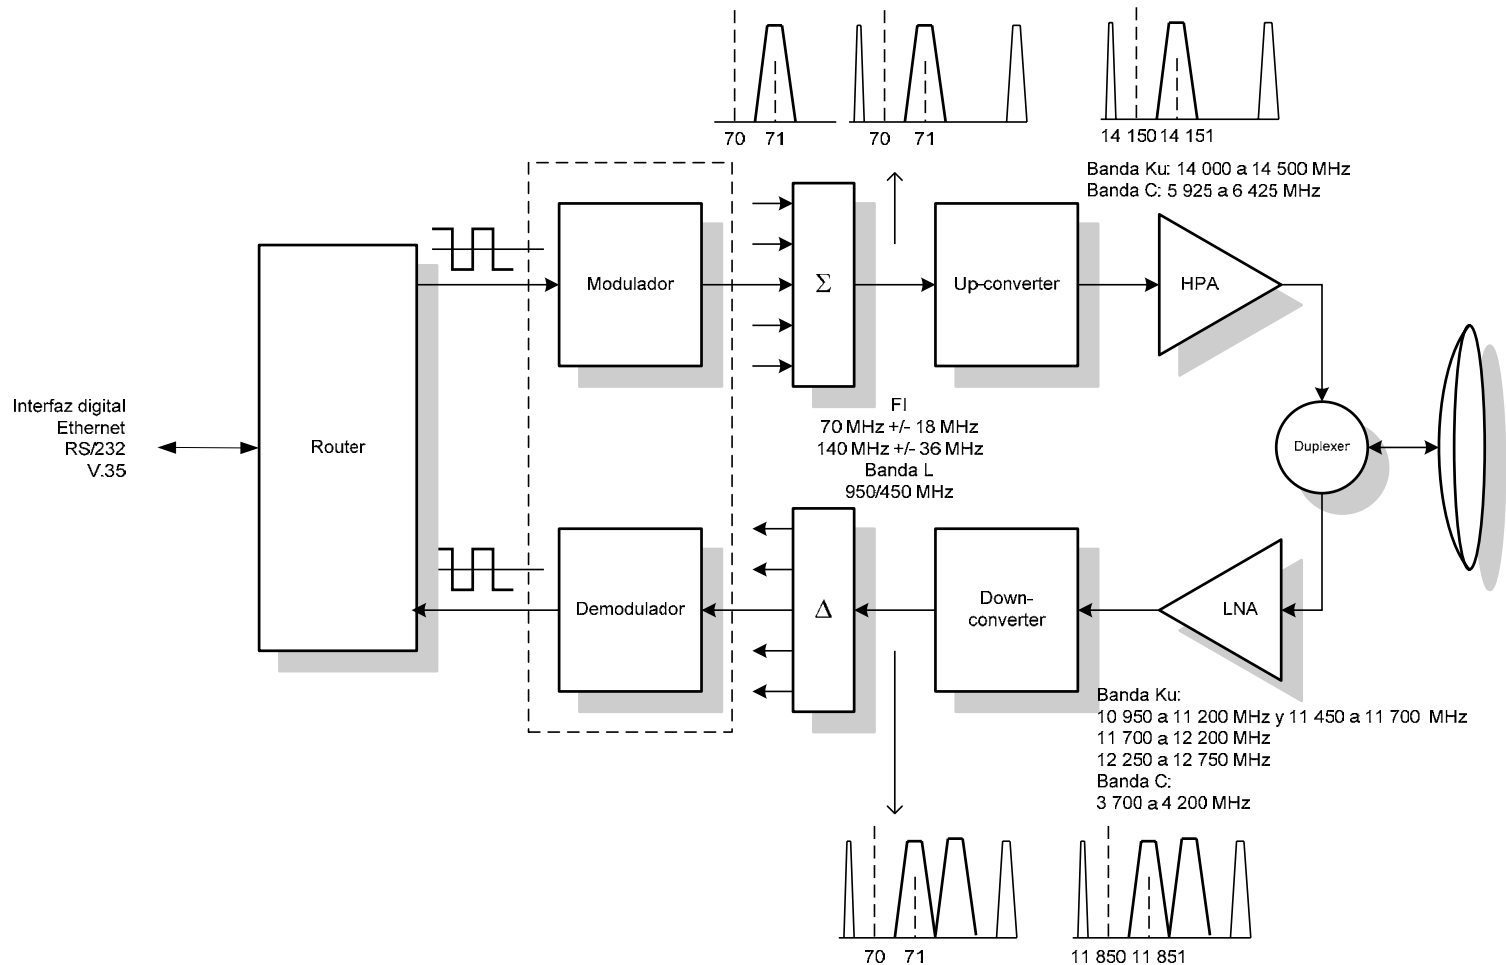 70 71
70 71
14 150 14 151
Banda Ku: 14 000 a 14 500 MHz
Banda C: 5 925 a 6 425 MHz
Modulador
Σ
Up-converter
HPA
Interfaz digital
Ethernet
RS/232
V.35
Router
FI
70 MHz +/- 18 MHz
140 MHz +/- 36 MHz
Banda L
950/450 MHz
Duplexer
Demodulador
Δ
Down-
converter
LNA
Banda Ku:
10 950 a 11 200 MHz y 11 450 a 11 700 MHz
11 700 a 12 200 MHz
12 250 a 12 750 MHz
Banda C:
3 700 a 4 200 MHz
70 71
11 850 11 851